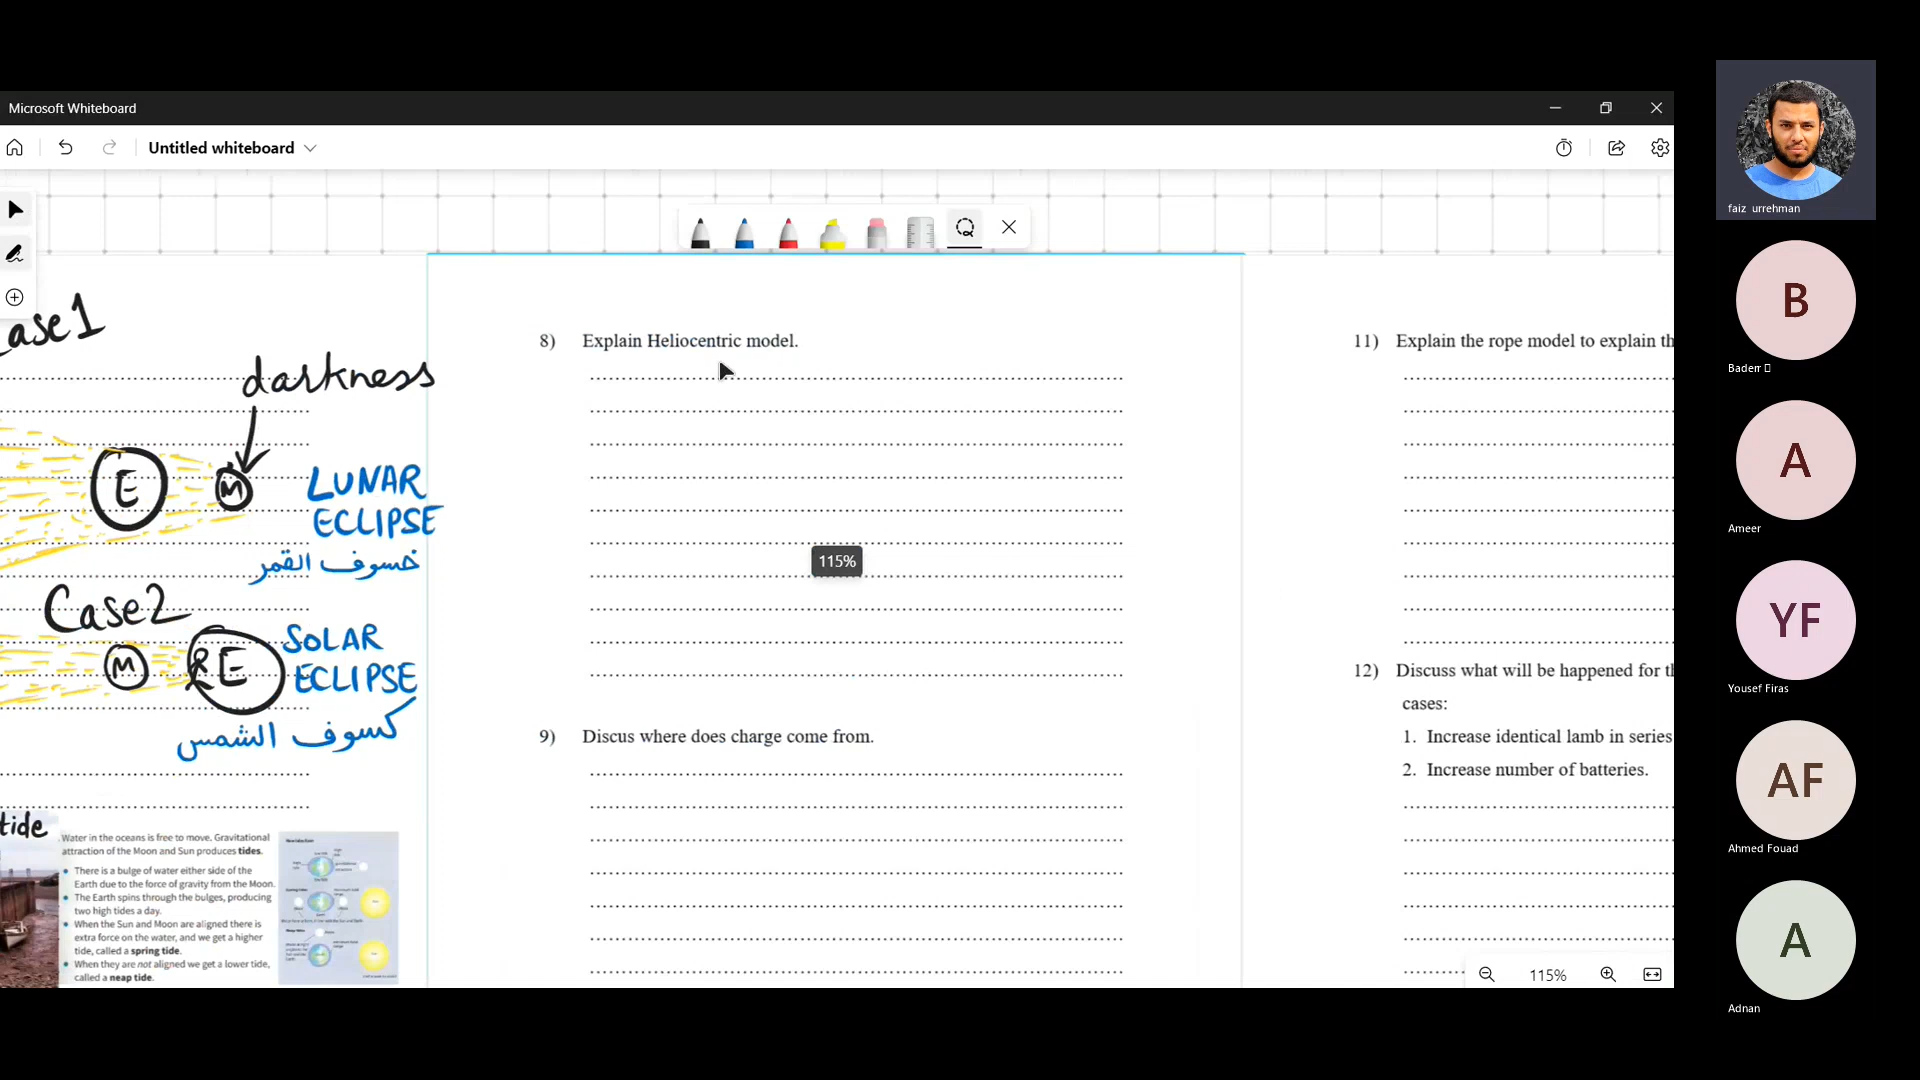 Microsoft Whiteboard
Untitled whiteboard
ase1
darkness
E
M
LUNAR
ECLIPSE
خسوف القمر
Case2
M
E
SOLAR
ECLIPSE
كسوف الشمس
tide
Water in the oceans is free to move. Gravitational
attraction of the Moon and Sun produces tides.
There is a bulge of water either side of the
Earth due to the force of gravity from the Moon.
The Earth spins through the bulges, producing
two high tides a day.
When the Sun and Moon are aligned there is
extra force on the water, and we get a higher
tide, called a spring tide.
When they are not aligned we get a lower tide,
called a neap tide.
8) Explain Heliocentric model.
115%
9) Discus where does charge come from.
11) Explain the rope model to explain th
12) Discuss what will be happened for th
cases:
1. Increase identical lamb in series
2. Increase number of batteries.
115%
faiz urrehman
B
Baderr
A
Ameer
YF
Yousef Firas
AF
Ahmed Fouad
A
Adnan